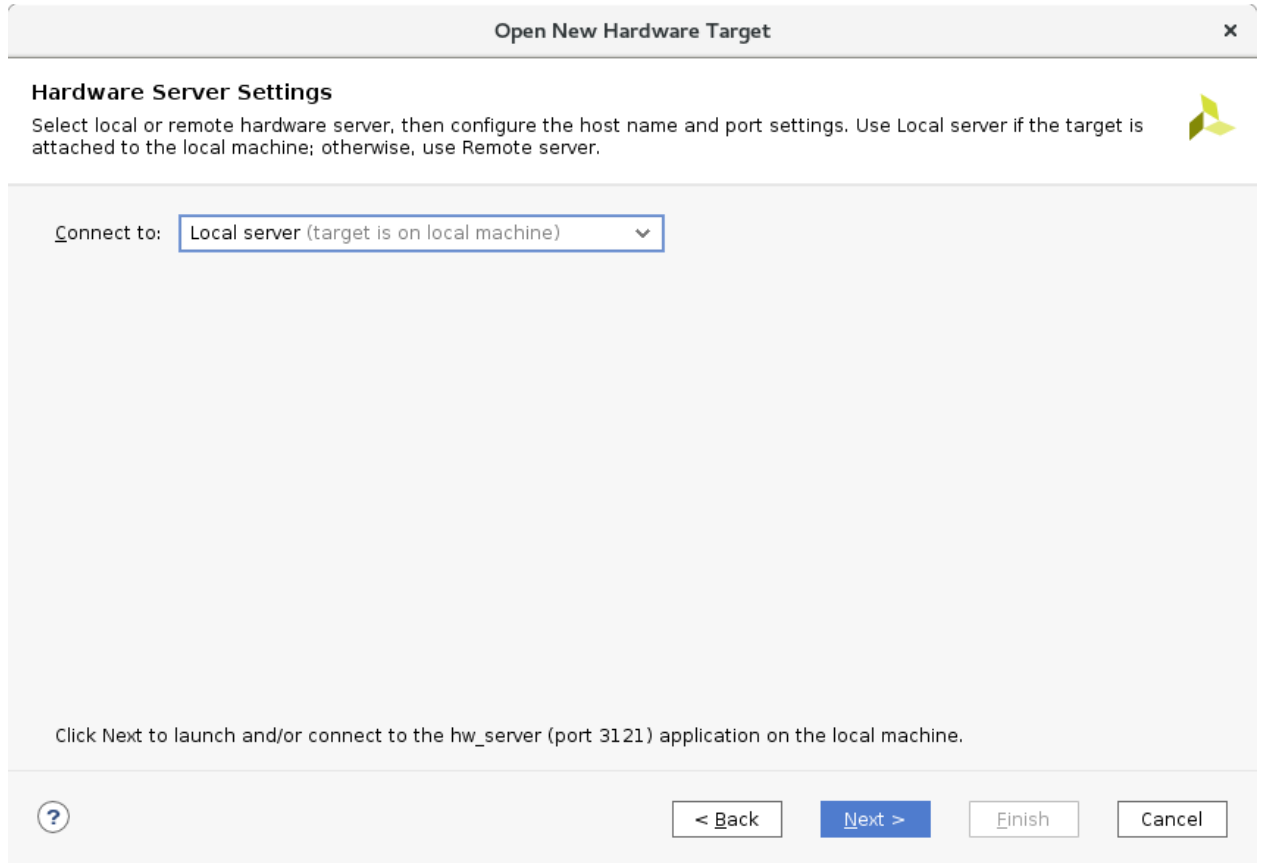 Open New Hardware Target
Hardware Server Settings
Select local or remote hardware server, then configure the host name and port settings. Use Local server if the target is
attached to the local machine; otherwise, use Remote server.
Connect to: Local server (target is on local machine)
Click Next to launch and/or connect to the hw_server (port 3121) application on the local machine.
? < Back Next > Finish Cancel